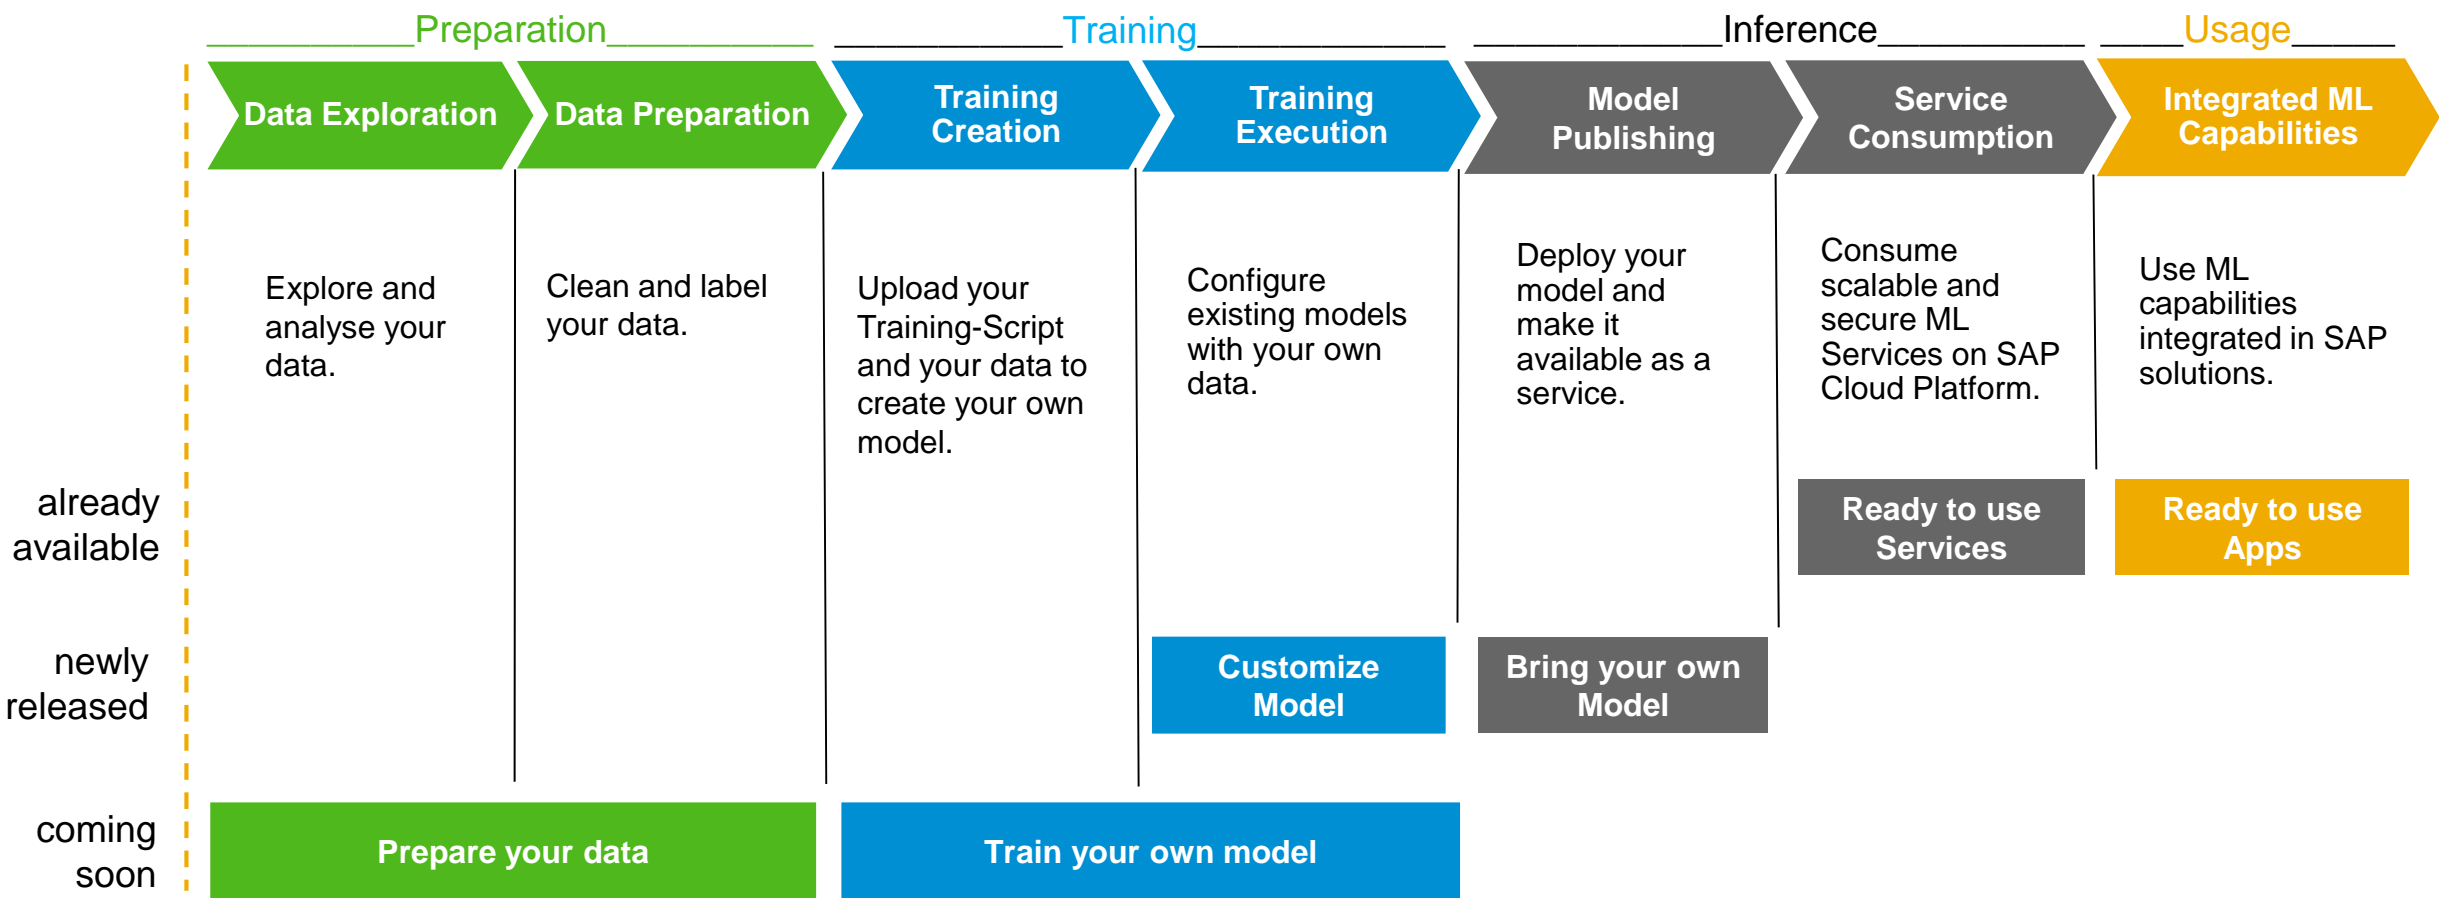 Preparation
Training
Inference
Usage
Data Exploration
Data Preparation
Training
Creation
Training
Execution
Model
Publishing
Service
Consumption
Integrated ML
Capabilities
Explore and
analyse your
data.
Clean and label
your data.
Upload your
Training-Script
and your data to
create your own
model.
Configure
existing models
with your own
data.
Deploy your
model and
make it
available as a
service.
Consume
scalable and
secure ML
Services on SAP
Cloud Platform.
Use ML
capabilities
integrated in SAP
solutions.
already
available
Ready to use
Services
Ready to use
Apps
newly
released
Customize
Model
Bring your own
Model
coming
soon
Prepare your data
Train your own model